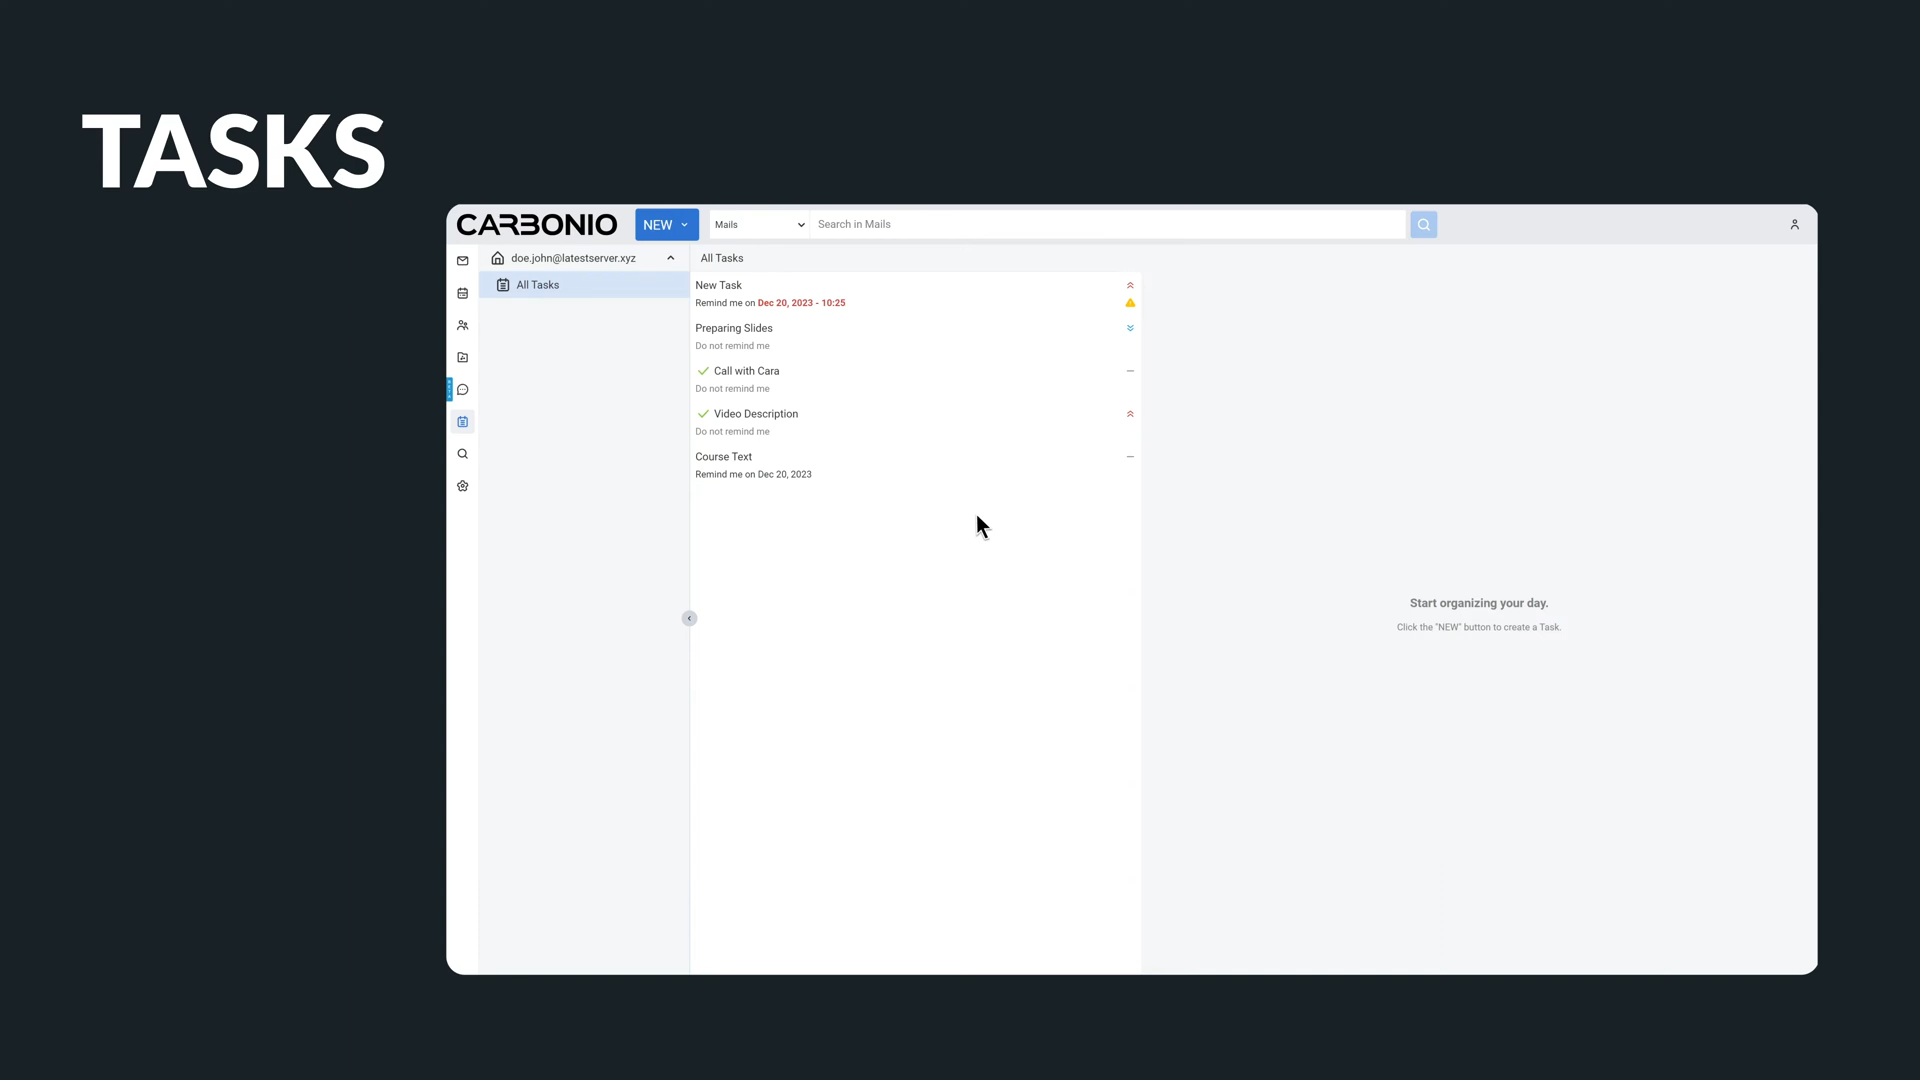 TASKS
CARBONIO
NEW
Mails
Search in Mails
doe.john@latestserver.xyz
All Tasks
All Tasks
New Task
Remind me on Dec 20, 2023 - 10:25
Preparing Slides
Do not remind me
Call with Cara
Do not remind me
Video Description
Do not remind me
Course Text
Remind me on Dec 20, 2023
Start organizing your day.
Click the "NEW" button to create a Task.